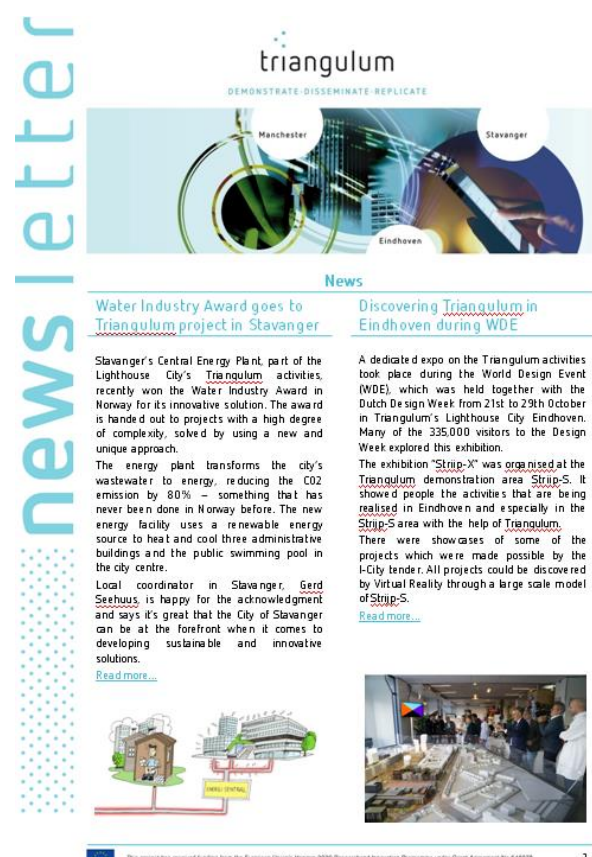 newsletter
triangulum
DEMONSTRATE·DISSEMINATE·REPLICATE
Manchester
Stavanger
Eindhoven
News
Water Industry Award goes to
Triangulum project in Stavanger
Stavanger's Central Energy Plant, part of the
Lighthouse City's Triangulum activities,
recently won the Water Industry Award in
Norway for its innovative solution. The award
is handed out to projects with a high degree
of complexity, solved by using a new and
unique approach.
The energy plant transforms the city's
wastewater to energy, reducing the CO2
emission by 80% – something that has
never been done in Norway before. The new
energy facility uses a renewable energy
source to heat and cool three administrative
buildings and the public swimming pool in
the city centre.
Local coordinator in Stavanger, Gerd
Seehuus, is happy for the acknowledgment
and says it's great that the City of Stavanger
can be at the forefront when it comes to
developing sustainable and innovative
solutions.
Read more...
ENERGI CENTRAL
Discovering Triangulum in
Eindhoven during WDE
A dedicated expo on the Triangulum activities
took place during the World Design Event
(WDE), which was held together with the
Dutch Design Week from 21st to 29th October
in Triangulum's Lighthouse City Eindhoven.
Many of the 335,000 visitors to the Design
Week explored this exhibition.
The exhibition "Strijp-X" was organised at the
Triangulum demonstration area Strijp-S. It
showed people the activities that are being
realised in Eindhoven and especially in the
Strijp-S area with the help of Triangulum.
There were showcases of some of the
projects which were made possible by the
I-City tender. All projects could be discovered
by Virtual Reality through a large scale model
of Strijp-S.
Read more...